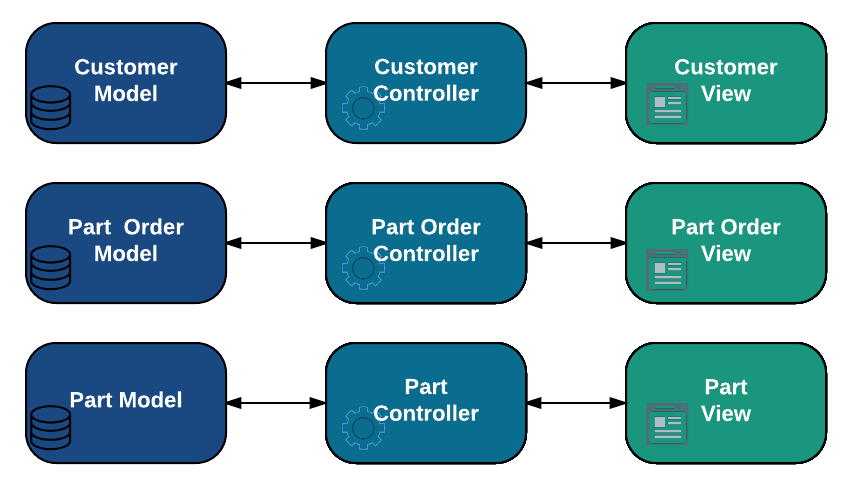 Customer
Model
Customer
Controller
Customer
View
Part  Order
Model
Part Order
Controller
Part Order
View
Part Model
Part
Controller
Part
View